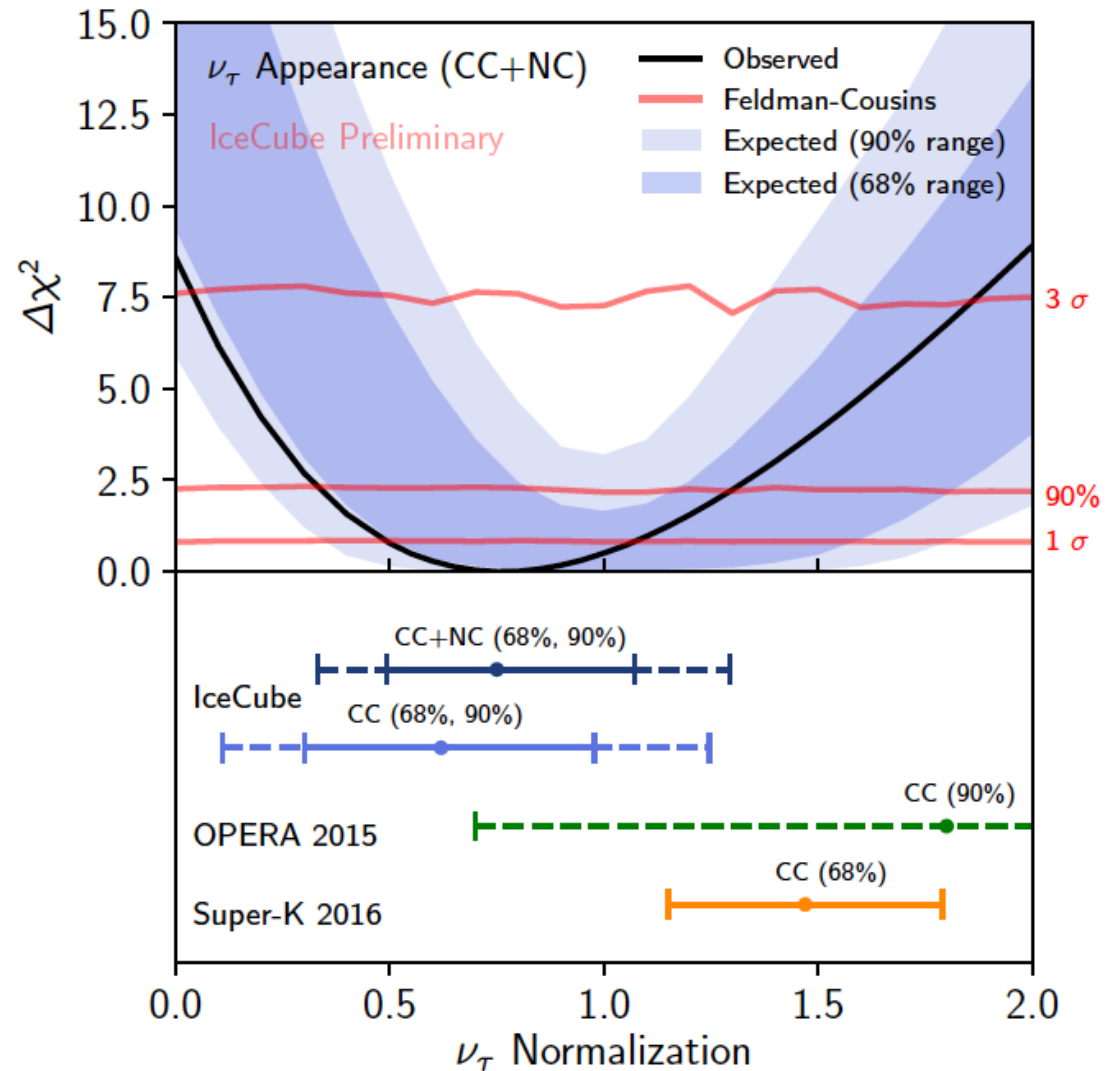 15.0
12.5
10.0
7.5
5.0
2.5
0.0
Δχ²
ν_τ Appearance (CC+NC)
IceCube Preliminary
Observed
Feldman-Cousins
Expected (90% range)
Expected (68% range)
3 σ
90%
1 σ
CC+NC (68%, 90%)
IceCube
CC (68%, 90%)
CC (90%)
OPERA 2015
CC (68%)
Super-K 2016
0.0 0.5 1.0 1.5 2.0
ν_τ Normalization